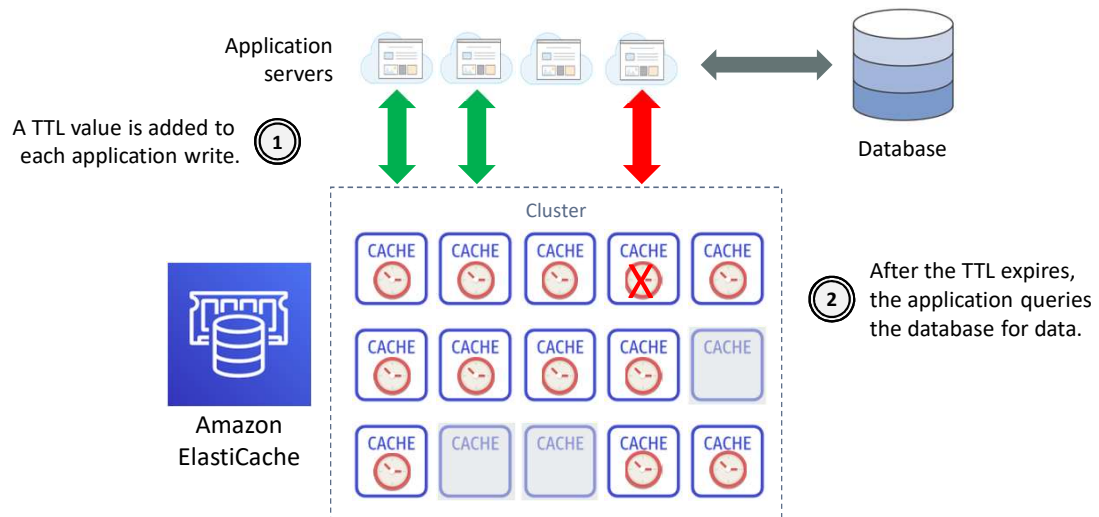 Application
servers
A TTL value is added to
each application write.
1
Database
Cluster
CACHE
CACHE
CACHE
CACHE
CACHE
X
2
After the TTL expires,
the application queries
the database for data.
CACHE
CACHE
CACHE
CACHE
CACHE
Amazon
ElastiCache
CACHE
CACHE
CACHE
CACHE
CACHE